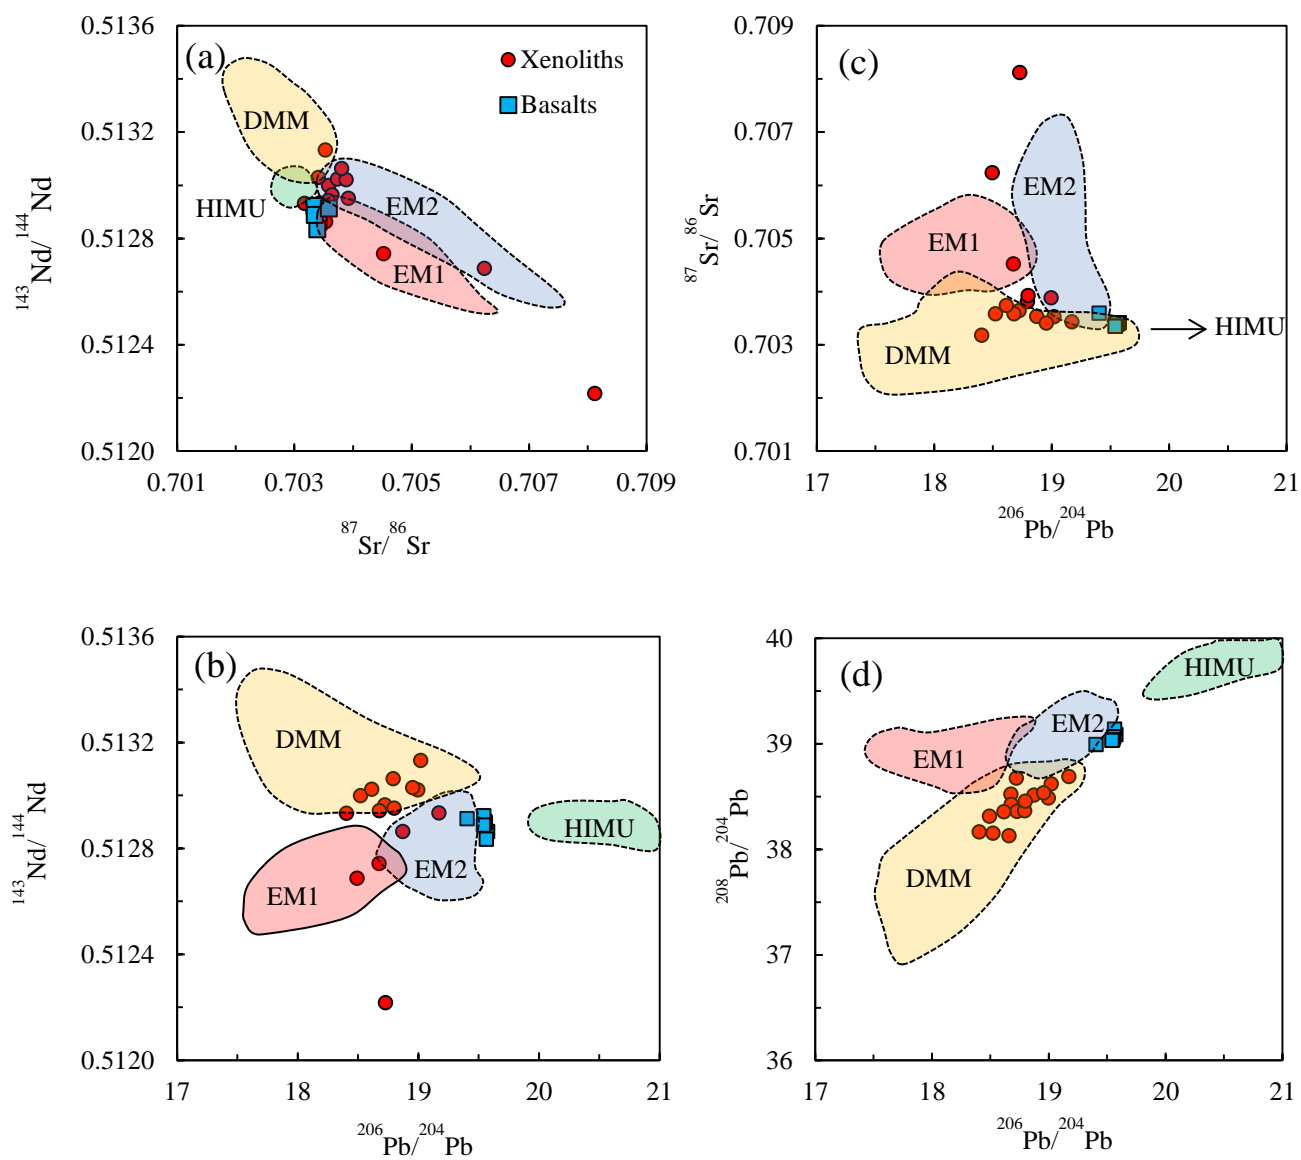 (a)
Xenoliths
Basalts
DMM
HIMU
EM2
EM1
0.5136
0.5132
0.5128
0.5124
0.5120
143Nd/144Nd
0.701
0.703
0.705
0.707
0.709
87Sr/86Sr
(c)
EM2
EM1
DMM
HIMU
0.709
0.707
0.705
0.703
0.701
87Sr/86Sr
17
18
19
20
21
206Pb/204Pb
(b)
DMM
HIMU
EM2
EM1
0.5136
0.5132
0.5128
0.5124
0.5120
143Nd/144Nd
17
18
19
20
21
206Pb/204Pb
(d)
HIMU
EM2
EM1
DMM
40
39
38
37
36
208Pb/204Pb
17
18
19
20
21
206Pb/204Pb